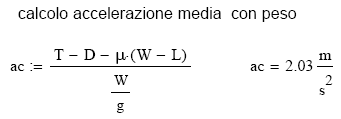 calcolo accelerazione media con peso
ac := (T − D − μ·(W − L)) / (W / g)    ac = 2.03 m / s²